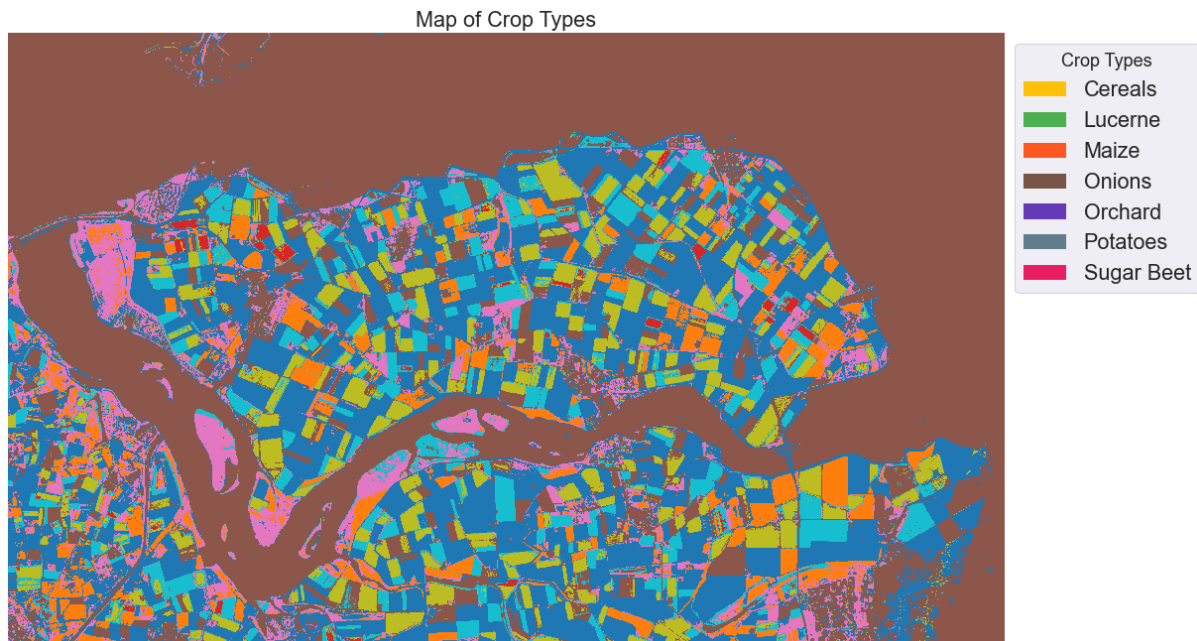 Map of Crop Types
Crop Types
Cereals
Lucerne
Maize
Onions
Orchard
Potatoes
Sugar Beet